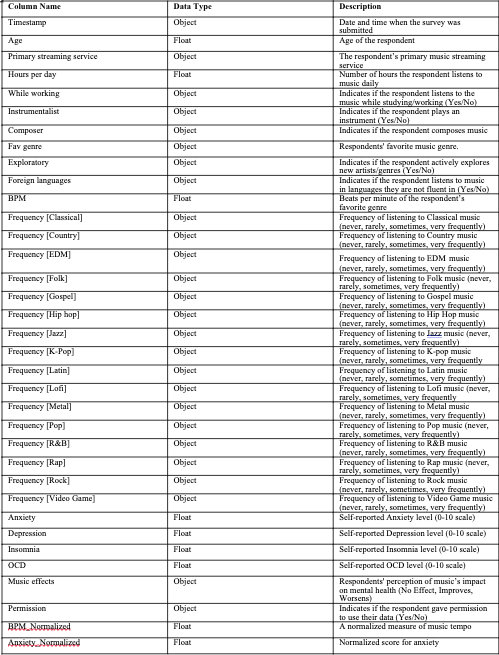 Column Name Data Type Description
Timestamp Object Date and time when the survey was
submitted
Age Float Age of the respondent
Primary streaming service Object The respondent's primary music streaming
service
Hours per day Float Number of hours the respondent listens to
music daily
While working Object Indicates if the respondent listens to the
music while studying/working (Yes/No)
Instrumentalist Object Indicates if the respondent plays an
instrument (Yes/No)
Composer Object Indicates if the respondent composes music
Fav genre Object Respondents' favorite music genre.
Exploratory Object Indicates if the respondent actively explores
new artists/genres (Yes/No)
Foreign languages Object Indicates if the respondent listens to music
in languages they are not fluent in (Yes/No)
BPM Float Beats per minute of the respondent's
favorite genre
Frequency [Classical] Object Frequency of listening to Classical music
(never, rarely, sometimes, very frequently)
Frequency [Country] Object Frequency of listening to Country music
(never, rarely, sometimes, very frequently)
Frequency [EDM] Object Frequency of listening to EDM music
(never, rarely, sometimes, very frequently)
Frequency [Folk] Object Frequency of listening to Folk music (never,
rarely, sometimes, very frequently)
Frequency [Gospel] Object Frequency of listening to Gospel music
(never, rarely, sometimes, very frequently)
Frequency [Hip hop] Object Frequency of listening to Hip Hop music
(never, rarely, sometimes, very frequently)
Frequency [Jazz] Object Frequency of listening to Jazz music (never,
rarely, sometimes, very frequently)
Frequency [K-Pop] Object Frequency of listening to K-pop music
(never, rarely, sometimes, very frequently
Frequency [Latin] Object Frequency of listening to Latin music
(never, rarely, sometimes, very frequently)
Frequency [Lofi] Object Frequency of listening to Lofi music (never,
rarely, sometimes, very frequently
Frequency [Metal] Object Frequency of listening to Metal music
(never, rarely, sometimes, very frequently)
Frequency [Pop] Object Frequency of listening to Pop music (never,
rarely, sometimes, very frequently)
Frequency [R&B] Object Frequency of listening to R&B music
(never, rarely, sometimes, very frequently)
Frequency [Rap] Object Frequency of listening to Rap music (never,
rarely, sometimes, very frequently)
Frequency [Rock] Object Frequency of listening to Rock music
(never, rarely, sometimes, very frequently)
Frequency [Video Game] Object Frequency of listening to Video Game music
(never, rarely, sometimes, very frequently)
Anxiety Float Self-reported Anxiety level (0-10 scale)
Depression Float Self-reported Depression level (0-10 scale)
Insomnia Float Self-reported Insomnia level (0-10 scale)
OCD Float Self-reported OCD level (0-10 scale)
Music effects Object Respondents' perception of music's impact
on mental health (No Effect, Improves,
Worsens)
Permission Object Indicates if the respondent gave permission
to use their data (Yes/No)
BPM_Normalized Float A normalized measure of music tempo
Anxiety_Normalized Float Normalized score for anxiety